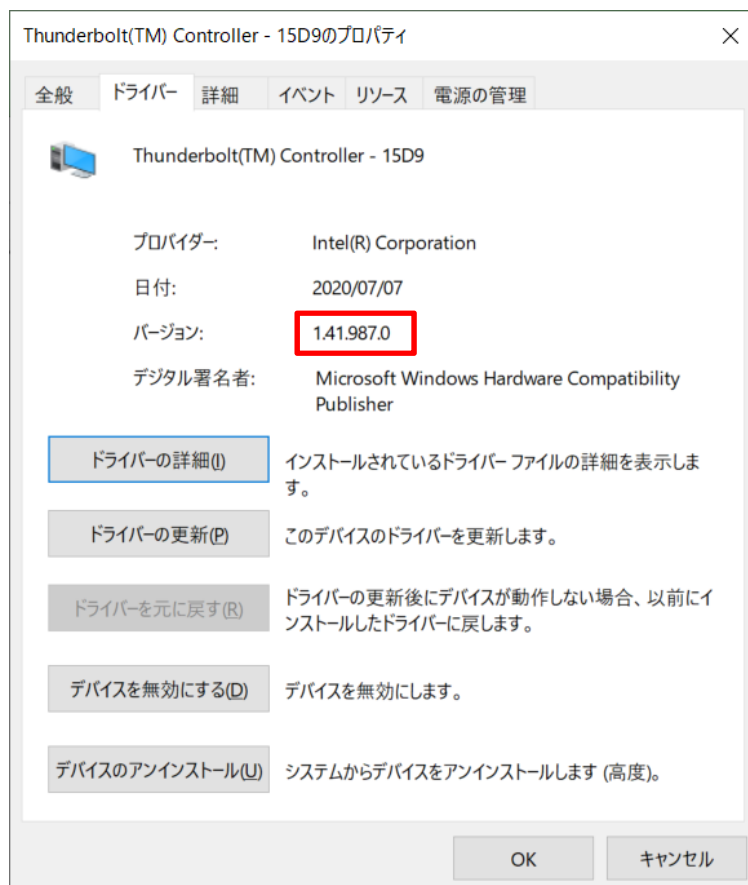 Thunderbolt(TM) Controller - 15D9のプロパティ
全般 ドライバー 詳細 イベント リソース 電源の管理
Thunderbolt(TM) Controller - 15D9
プロバイダー: Intel(R) Corporation
日付: 2020/07/07
バージョン: 1.41.987.0
デジタル署名者: Microsoft Windows Hardware Compatibility
Publisher
ドライバーの詳細(I) インストールされているドライバー ファイルの詳細を表示しま
す。
ドライバーの更新(P) このデバイスのドライバーを更新します。
ドライバーを元に戻す(R) ドライバーの更新後にデバイスが動作しない場合、以前にイ
ンストールしたドライバーに戻します。
デバイスを無効にする(D) デバイスを無効にします。
デバイスのアンインストール(U) システムからデバイスをアンインストールします (高度)。
OK キャンセル